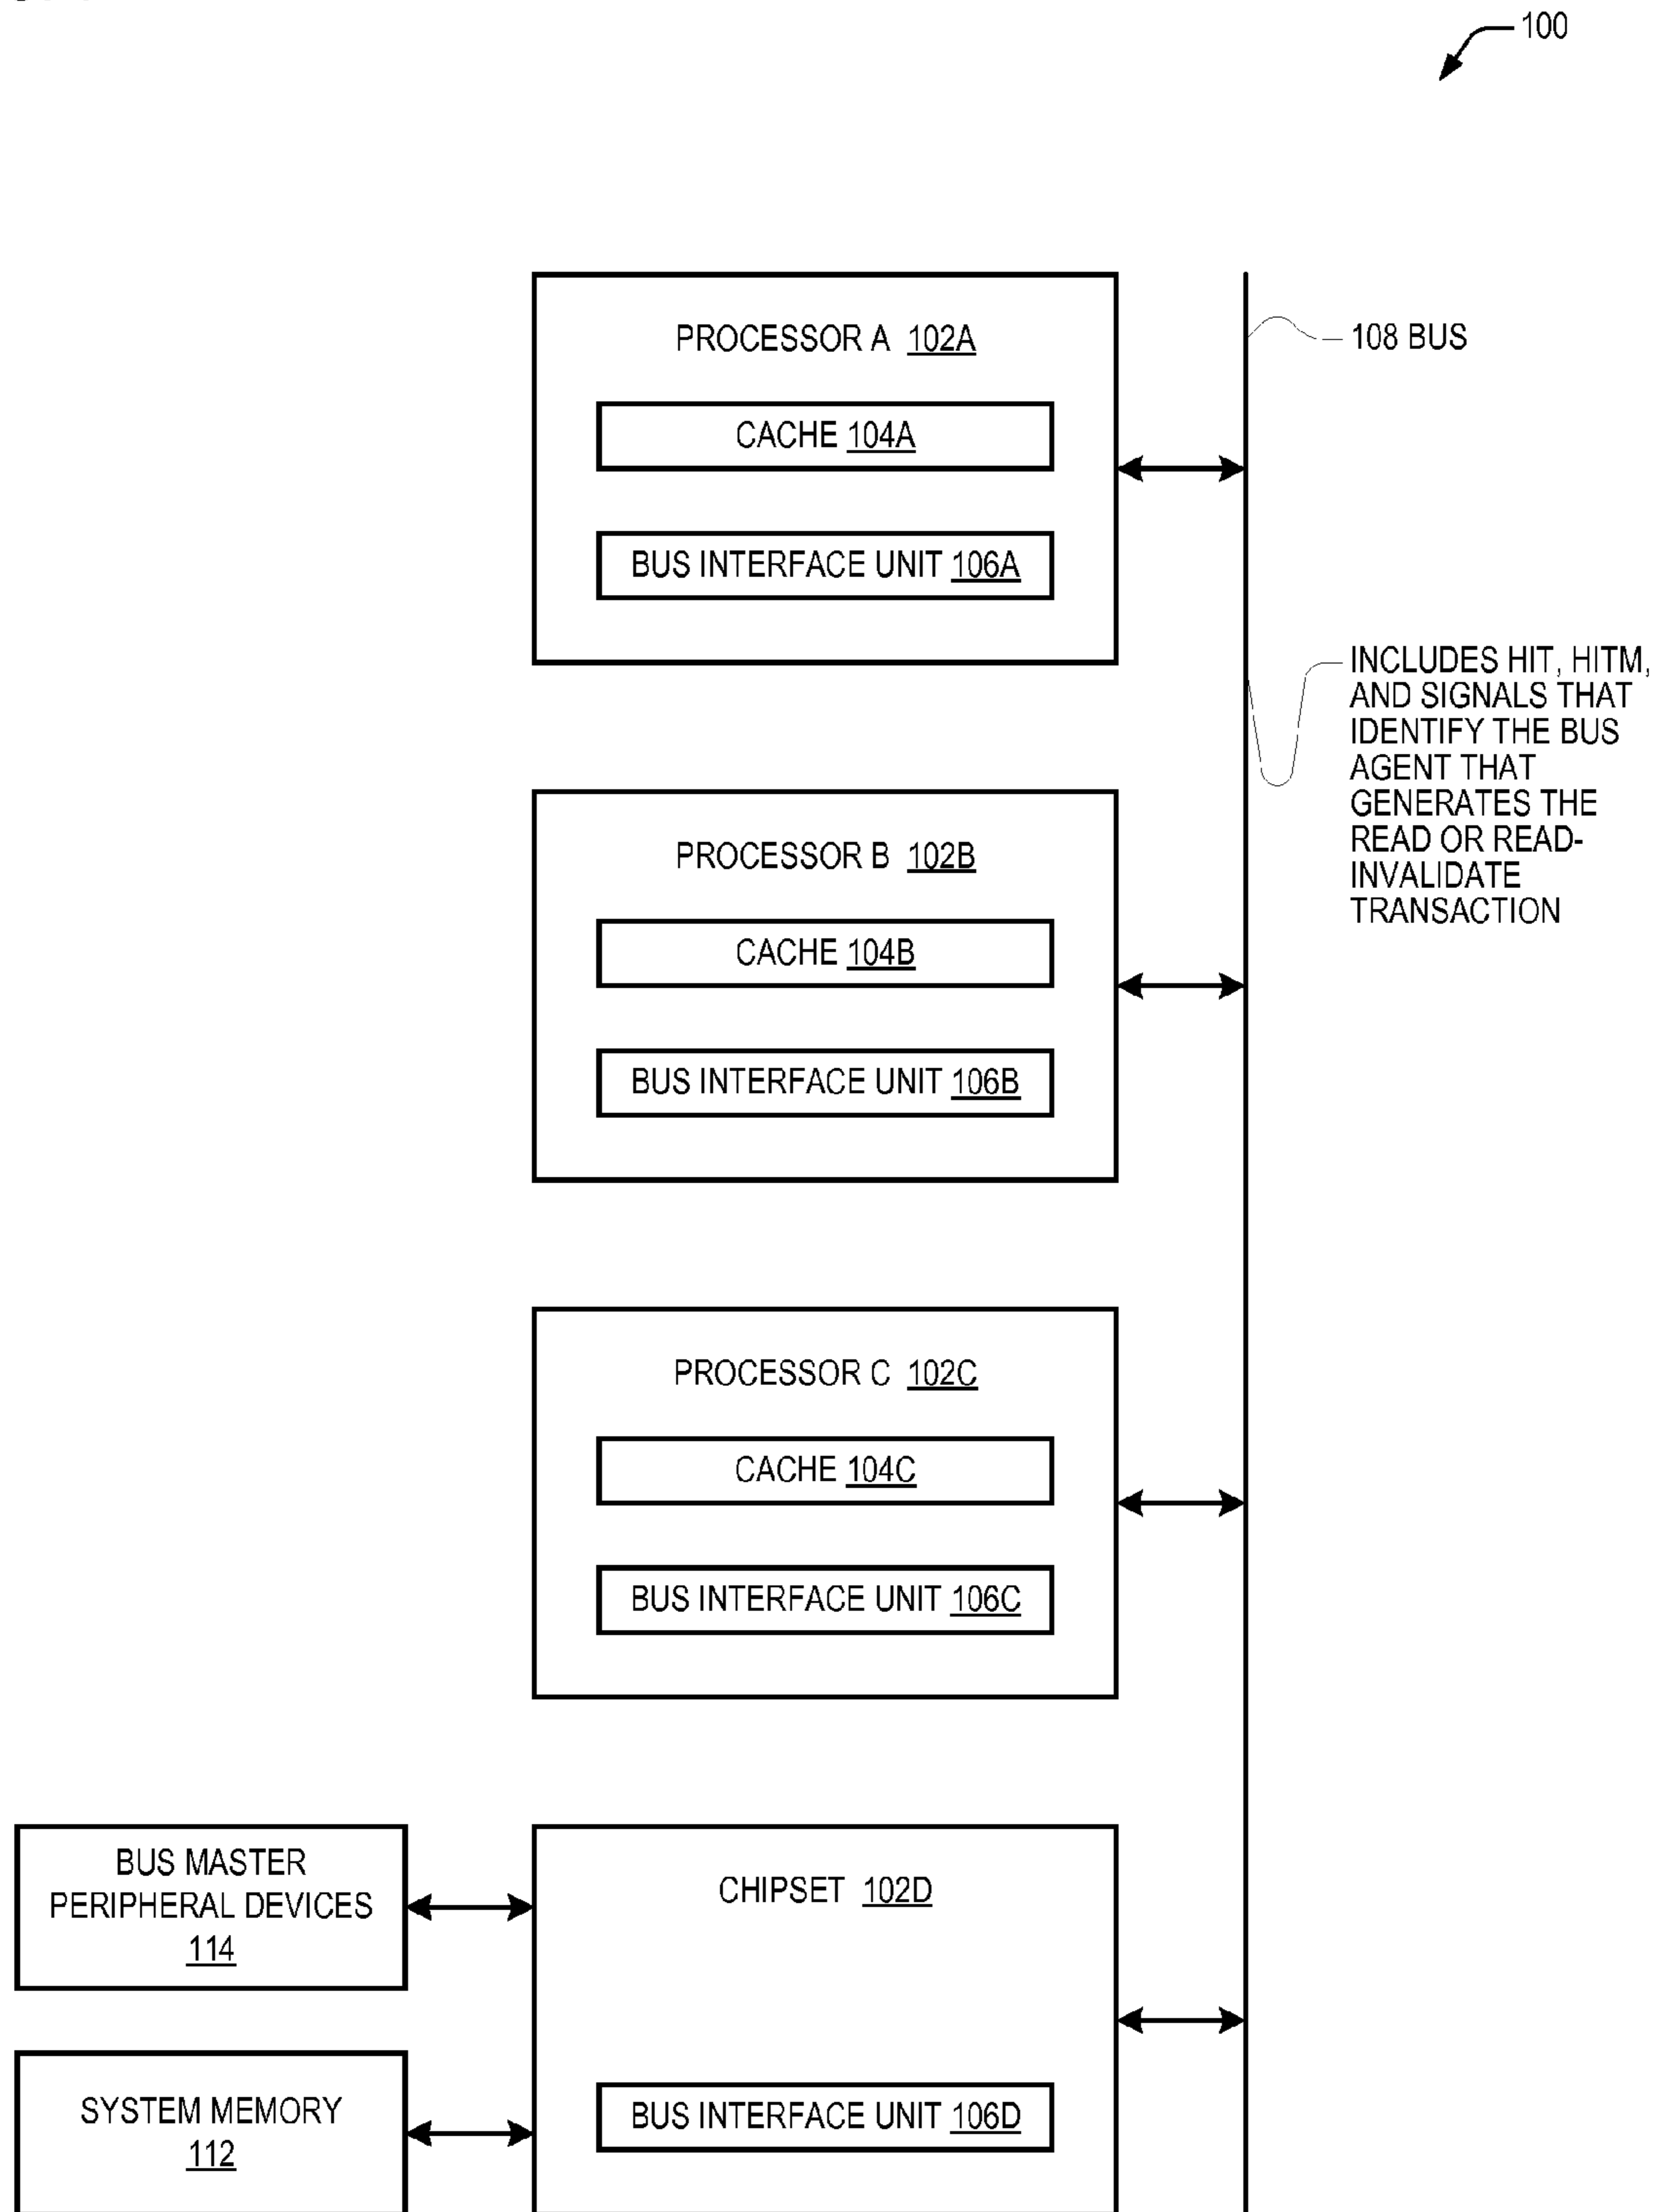 100
PROCESSOR A 102A
108 BUS
CACHE 104A
BUS INTERFACE UNIT 106A
INCLUDES HIT, HITM,
AND SIGNALS THAT
IDENTIFY THE BUS
AGENT THAT
GENERATES THE
READ OR READ-
INVALIDATE
TRANSACTION
PROCESSOR B 102B
CACHE 104B
BUS INTERFACE UNIT 106B
PROCESSOR C 102C
CACHE 104C
BUS INTERFACE UNIT 106C
BUS MASTER
PERIPHERAL DEVICES
114
CHIPSET 102D
SYSTEM MEMORY
112
BUS INTERFACE UNIT 106D